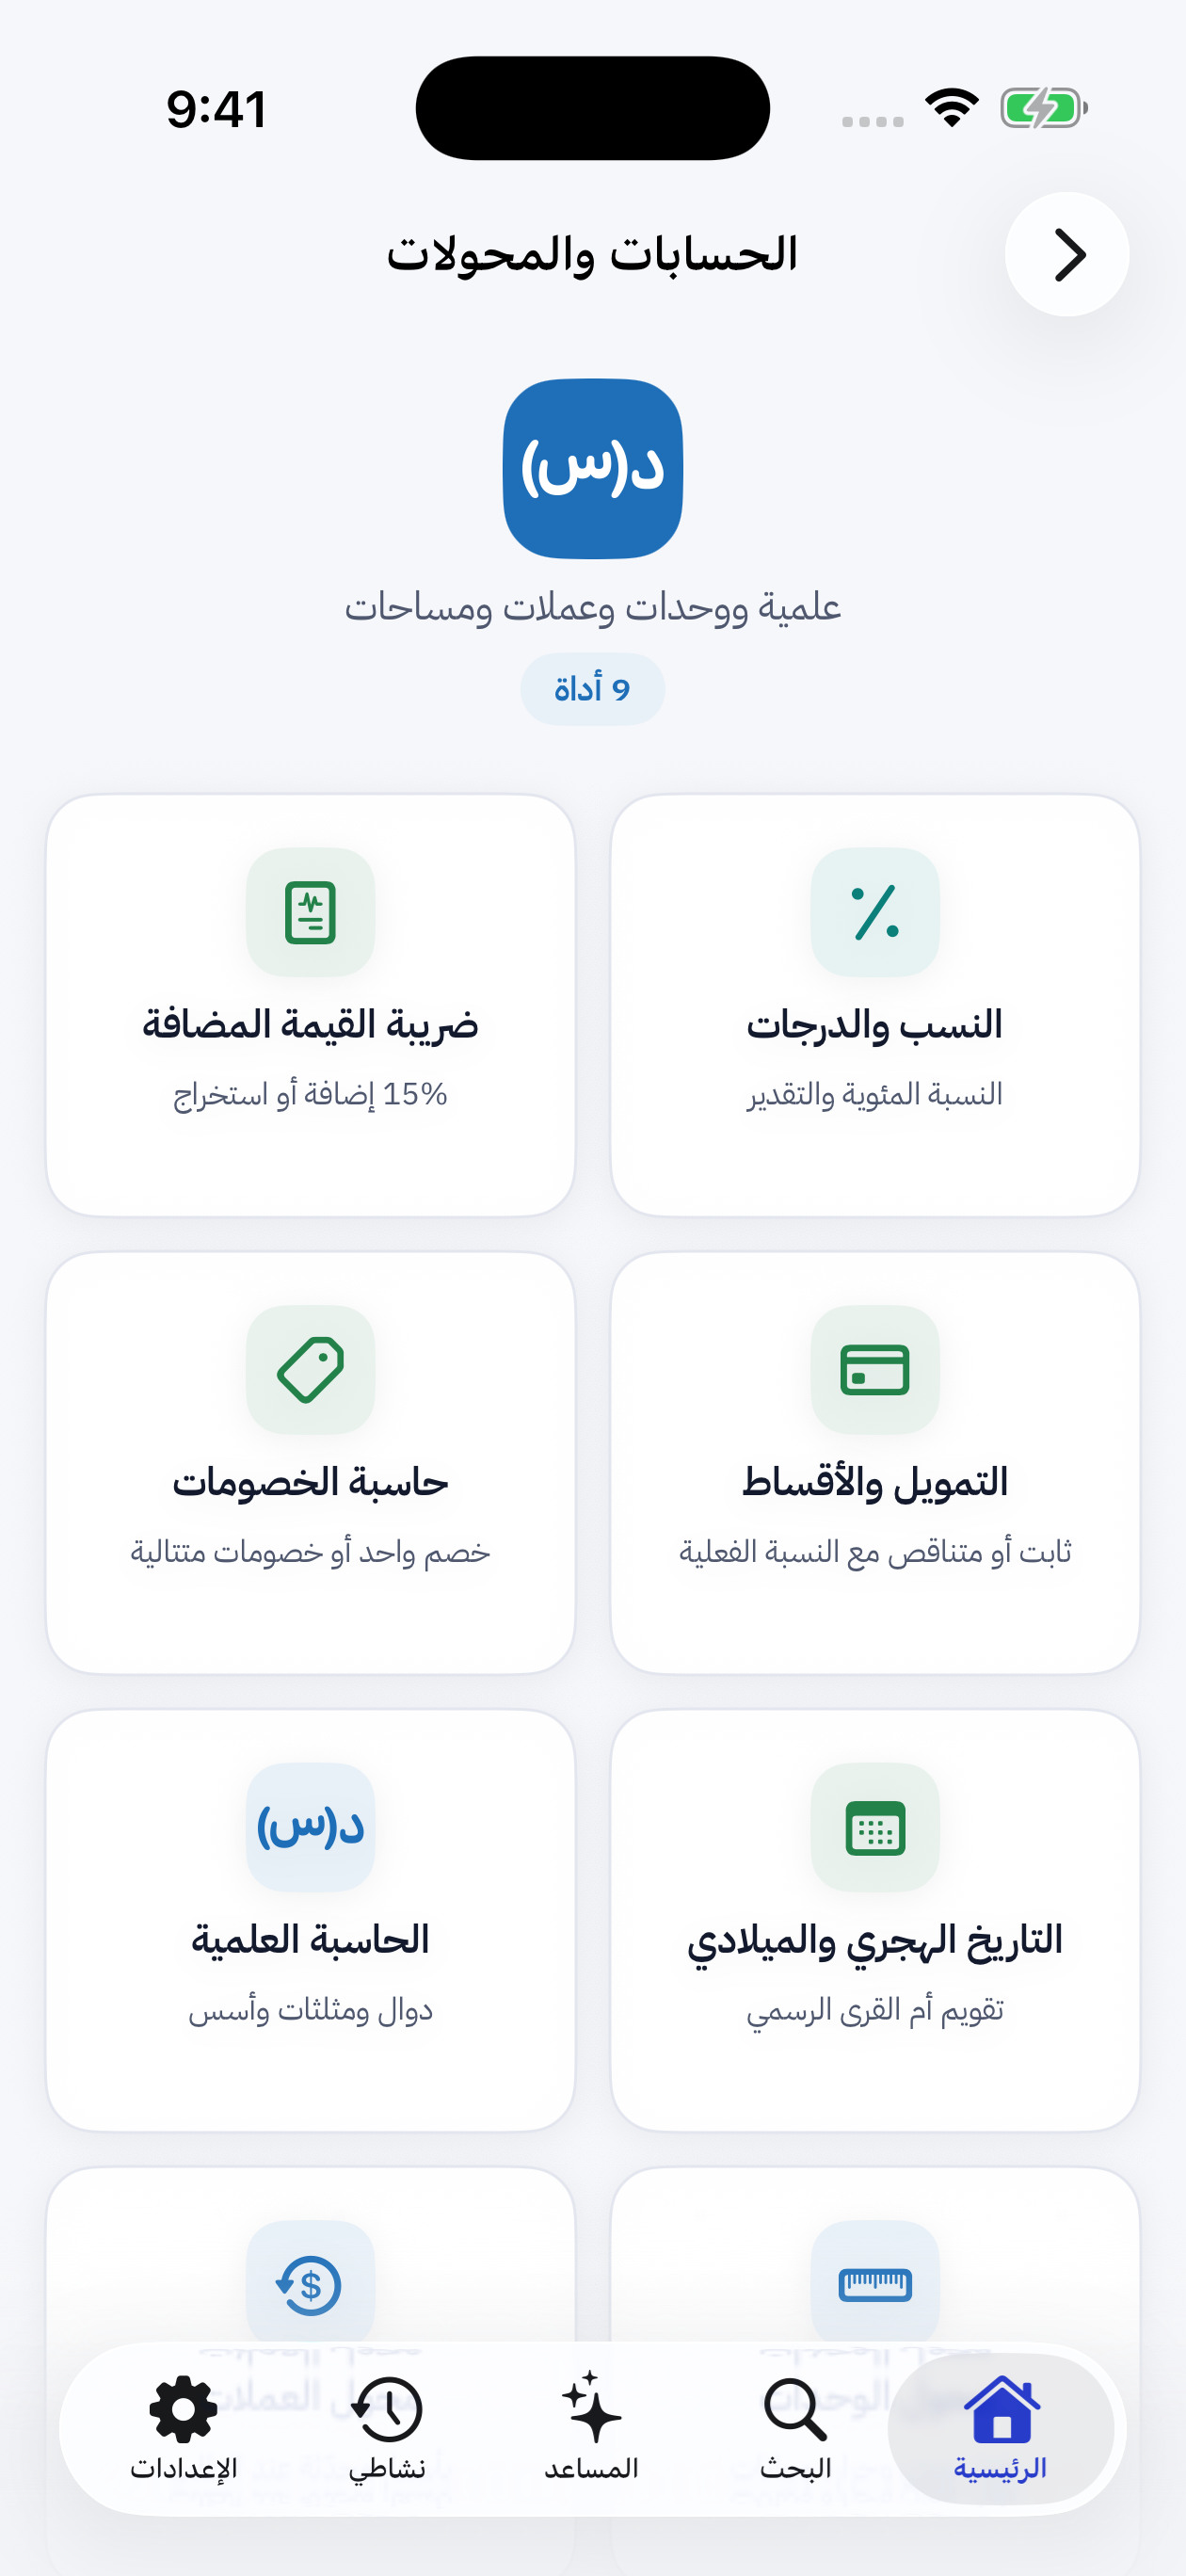 9:41
الحسابات والمحولات
د(س)
علمية ووحدات وعملات ومساحات
9 أداة
النسب والدرجات
النسبة المئوية والتقدير
ضريبة القيمة المضافة
15% إضافة أو استخراج
التمويل والأقساط
ثابت أو متناقص مع النسبة الفعلية
حاسبة الخصومات
خصم واحد أو خصومات متتالية
التاريخ الهجري والميلادي
تقويم أم القرى الرسمي
د(س)
الحاسبة العلمية
دوال ومثلثات وأسس
$
الوحدات
العملات
الرئيسية
البحث
المساعد
نشاطي
الإعدادات